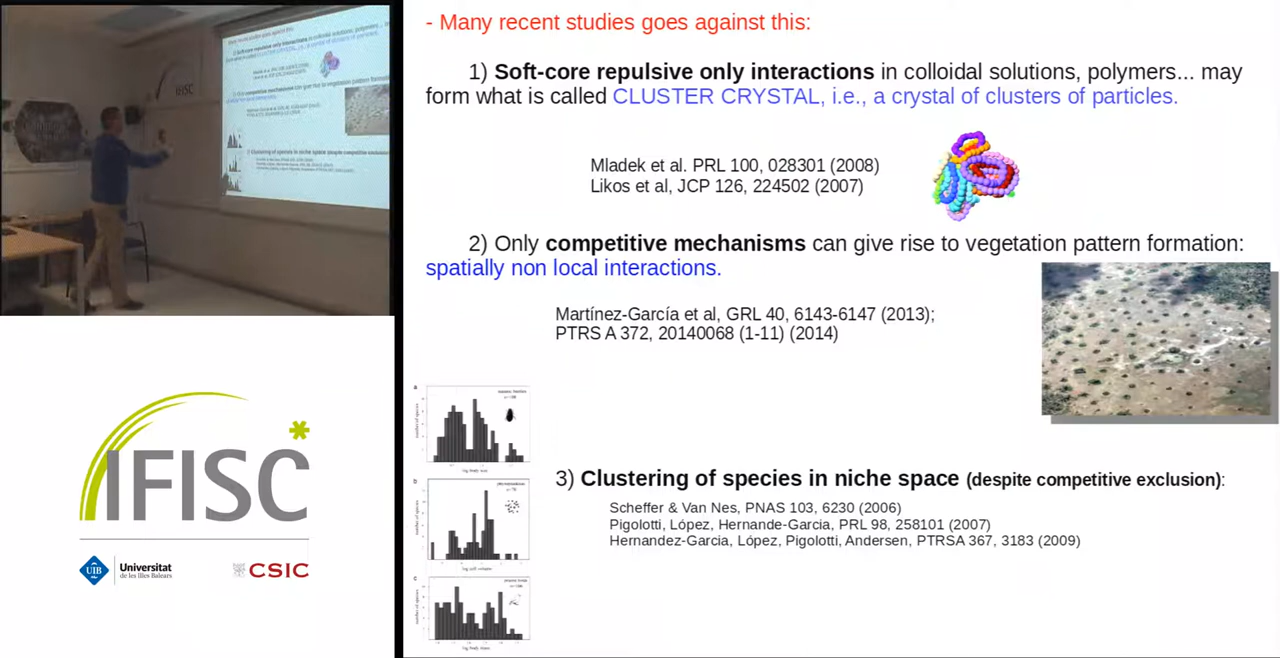 - Many recent studies goes against this:
1) Soft-core repulsive only interactions in colloidal solutions, polymers... may
form what is called CLUSTER CRYSTAL, i.e., a crystal of clusters of particles.
Mladek et al. PRL 100, 028301 (2008)
Likos et al, JCP 126, 224502 (2007)
2) Only competitive mechanisms can give rise to vegetation pattern formation:
spatially non local interactions.
Martínez-García et al, GRL 40, 6143-6147 (2013);
PTRS A 372, 20140068 (1-11) (2014)
3) Clustering of species in niche space (despite competitive exclusion):
Scheffer & Van Nes, PNAS 103, 6230 (2006)
Pigolotti, López, Hernande-Garcia, PRL 98, 258101 (2007)
Hernandez-Garcia, López, Pigolotti, Andersen, PTRSA 367, 3183 (2009)
a
b
c
IFISC
UIB
Universitat
de les Illes Balears
CSIC